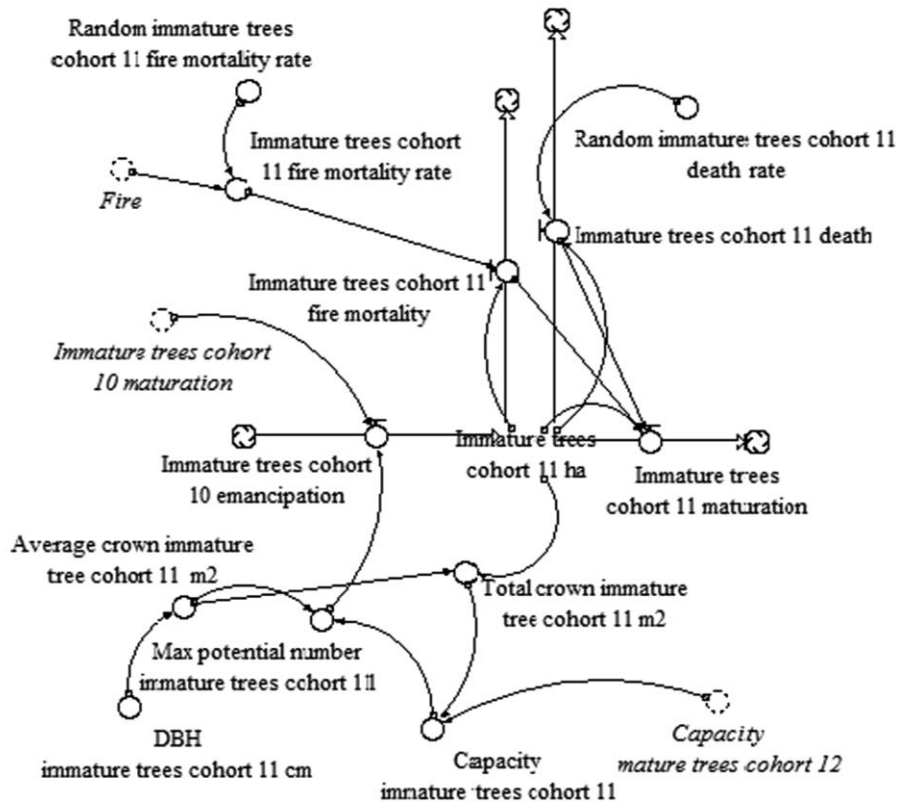 Random immature trees
cohort 11 fire mortality rate
Immature trees cohort
11 fire mortality rate
Random immature trees cohort 11
death rate
Fire
Immature trees cohort 11 death
Immature trees cohort 11
fire mortality
Immature trees cohort
10 maturation
Immature trees
cohort 11 ha
Immature trees cohort
10 emancipation
Immature trees
cohort 11 maturation
Average crown immature
tree cohort 11 m2
Total crown immature
tree cohort 11 m2
Max potential number
immature trees cohort 11
DBH
immature trees cohort 11 cm
Capacity
immature trees cohort 11
Capacity
mature trees cohort 12